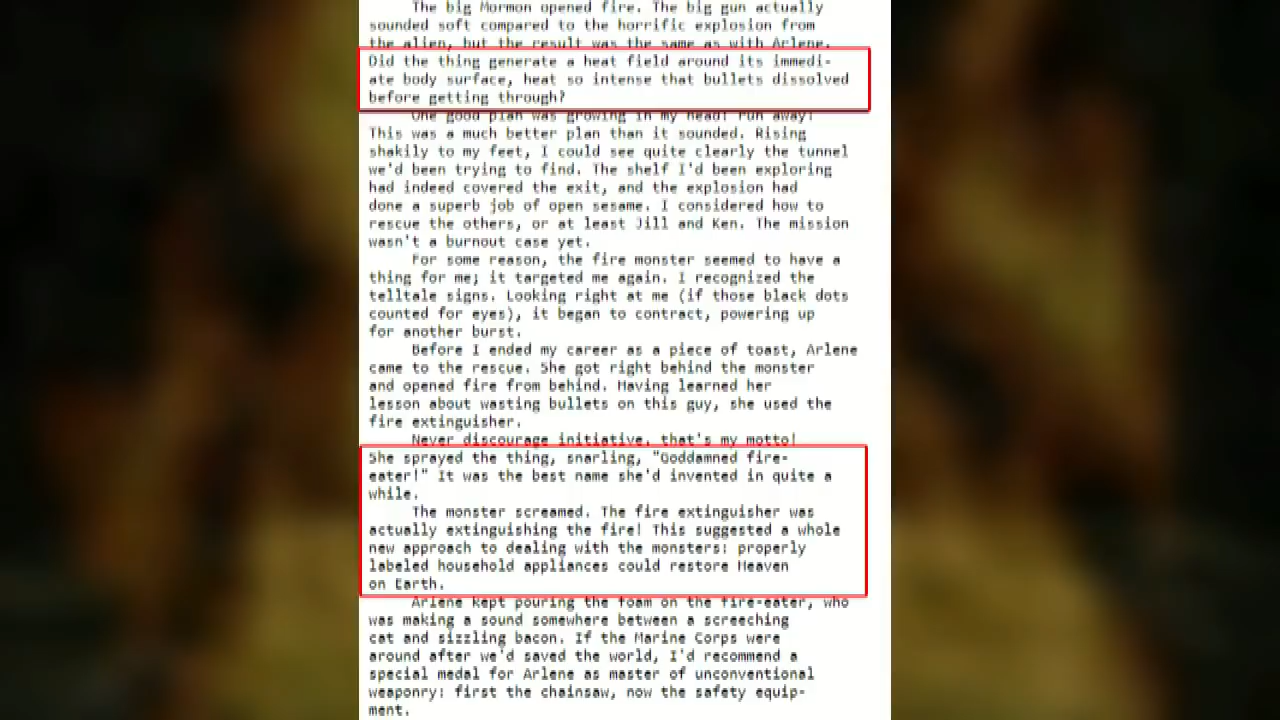 The big Mormon opened fire. The big gun actually
sounded soft compared to the horrific explosion from
the alien, but the result was the same as with Arlene.
Did the thing generate a heat field around its immedi-
ate body surface, heat so intense that bullets dissolved
before getting through?
One good plan was growing in my head: run away!
This was a much better plan than it sounded. Rising
shakily to my feet, I could see quite clearly the tunnel
we'd been trying to find. The shelf I'd been exploring
had indeed covered the exit, and the explosion had
done a superb job of open sesame. I considered how to
rescue the others, or at least Jill and Ken. The mission
wasn't a burnout case yet.
For some reason, the fire monster seemed to have a
thing for me; it targeted me again. I recognized the
telltale signs. Looking right at me (if those black dots
counted for eyes), it began to contract, powering up
for another burst.
Before I ended my career as a piece of toast, Arlene
came to the rescue. She got right behind the monster
and opened fire from behind. Having learned her
lesson about wasting bullets on this guy, she used the
fire extinguisher.
Never discourage initiative, that's my motto!
She sprayed the thing, snarling, "Goddamned fire-
eater!" It was the best name she'd invented in quite a
while.
The monster screamed. The fire extinguisher was
actually extinguishing the fire! This suggested a whole
new approach to dealing with the monsters: properly
labeled household appliances could restore Heaven
on Earth.
Arlene kept pouring the foam on the fire-eater, who
was making a sound somewhere between a screeching
cat and sizzling bacon. If the Marine Corps were
around after we'd saved the world, I'd recommend a
special medal for Arlene as master of unconventional
weaponry: first the chainsaw, now the safety equip-
ment.